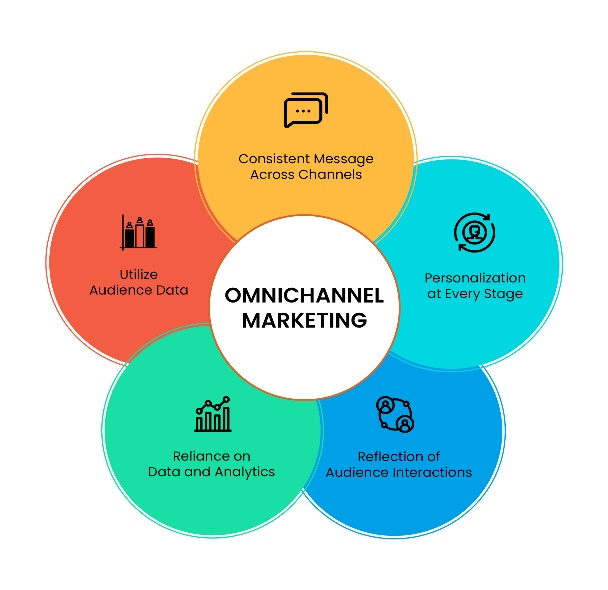 Consistent Message
Across Channels
Utilize
Audience Data
Personalization
at Every Stage
OMNICHANNEL
MARKETING
Reliance on
Data and Analytics
Reflection of
Audience Interactions